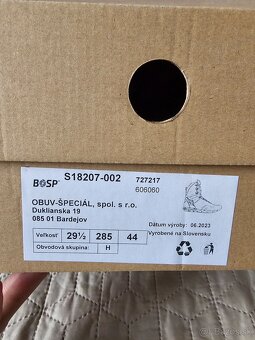 BOSP S18207-002 727217
606060
OBUV-ŠPECIÁL, spol. s r.o.
Duklianska 19
085 01 Bardejov
Dátum výroby: 06.2023
Veľkosť 29½ 285 44 Vyrobené na Slovensku
Obvodová skupina: H